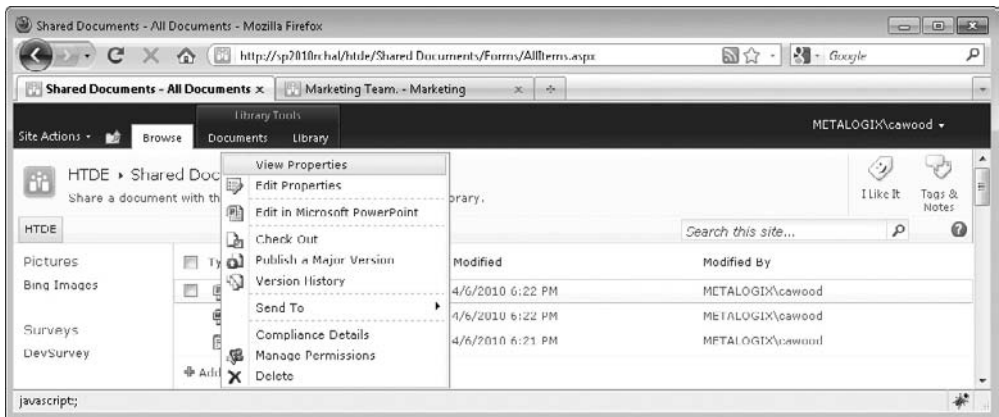 Shared Documents - All Documents - Mozilla Firefox
http://sp2010rchal/htde/Shared Documents/Forms/AllItems.aspx
Google
Shared Documents - All Documents ×
Marketing Team. - Marketing ×
Library Tools
Site Actions
Browse
Documents
Library
METALOGIX\cawood
HTDE ▸ Shared Doc
Share a document with th
brary.
I Like It
Tags & Notes
HTDE
Search this site...
Pictures
Bing Images
Surveys
DevSurvey
Ty
Modified
Modified By
4/6/2010 6:22 PM
METALOGIX\cawood
4/6/2010 6:22 PM
METALOGIX\cawood
4/6/2010 6:21 PM
METALOGIX\cawood
Add
View Properties
Edit Properties
Edit in Microsoft PowerPoint
Check Out
Publish a Major Version
Version History
Send To
Compliance Details
Manage Permissions
Delete
javascript:;